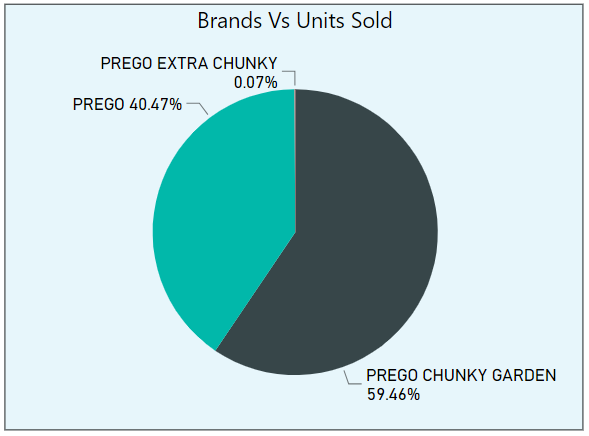 Brands Vs Units Sold
PREGO EXTRA CHUNKY
0.07%
PREGO 40.47%
PREGO CHUNKY GARDEN
59.46%